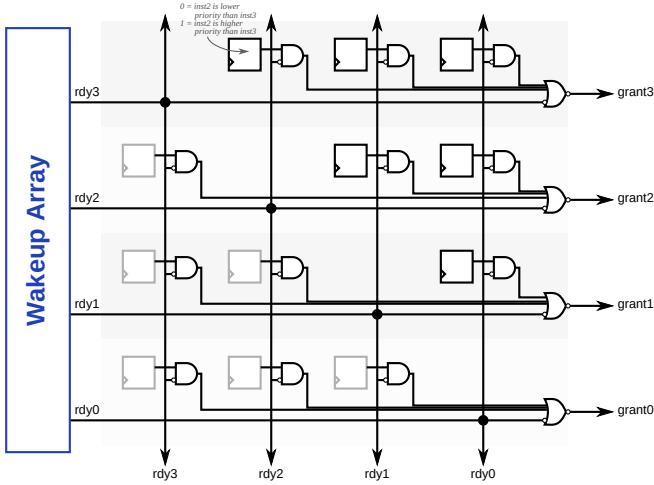 0 = inst2 is lower
priority than inst3
1 = inst2 is higher
priority than inst3
rdy3
grant3
rdy2
grant2
Wakeup Array
rdy1
grant1
rdy0
grant0
rdy3
rdy2
rdy1
rdy0